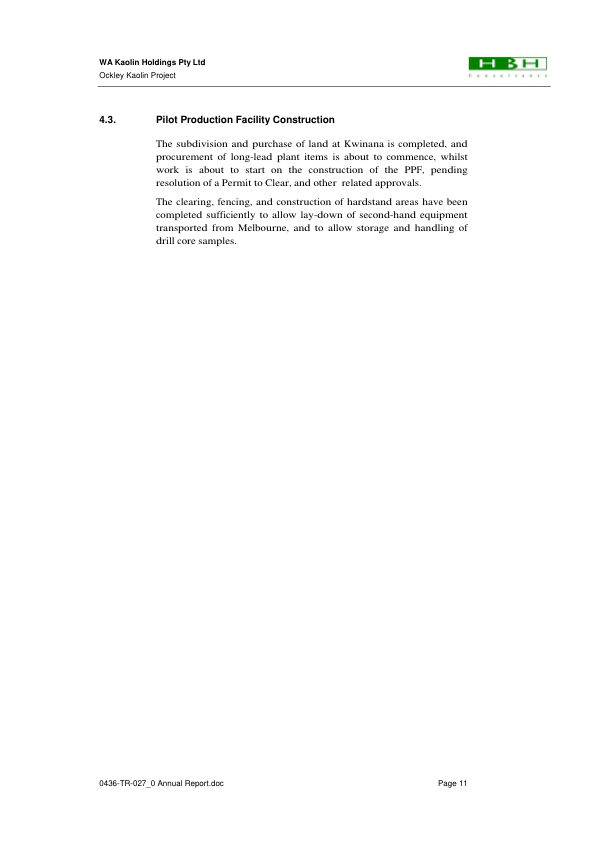 WA Kaolin Holdings Pty Ltd
Ockley Kaolin Project
HBH
Consultants
4.3. Pilot Production Facility Construction
The subdivision and purchase of land at Kwinana is completed, and
procurement of long-lead plant items is about to commence, whilst
work is about to start on the construction of the PPF, pending
resolution of a Permit to Clear, and other related approvals.
The clearing, fencing, and construction of hardstand areas have been
completed sufficiently to allow lay-down of second-hand equipment
transported from Melbourne, and to allow storage and handling of
drill core samples.
0436-TR-027_0 Annual Report.doc Page 11